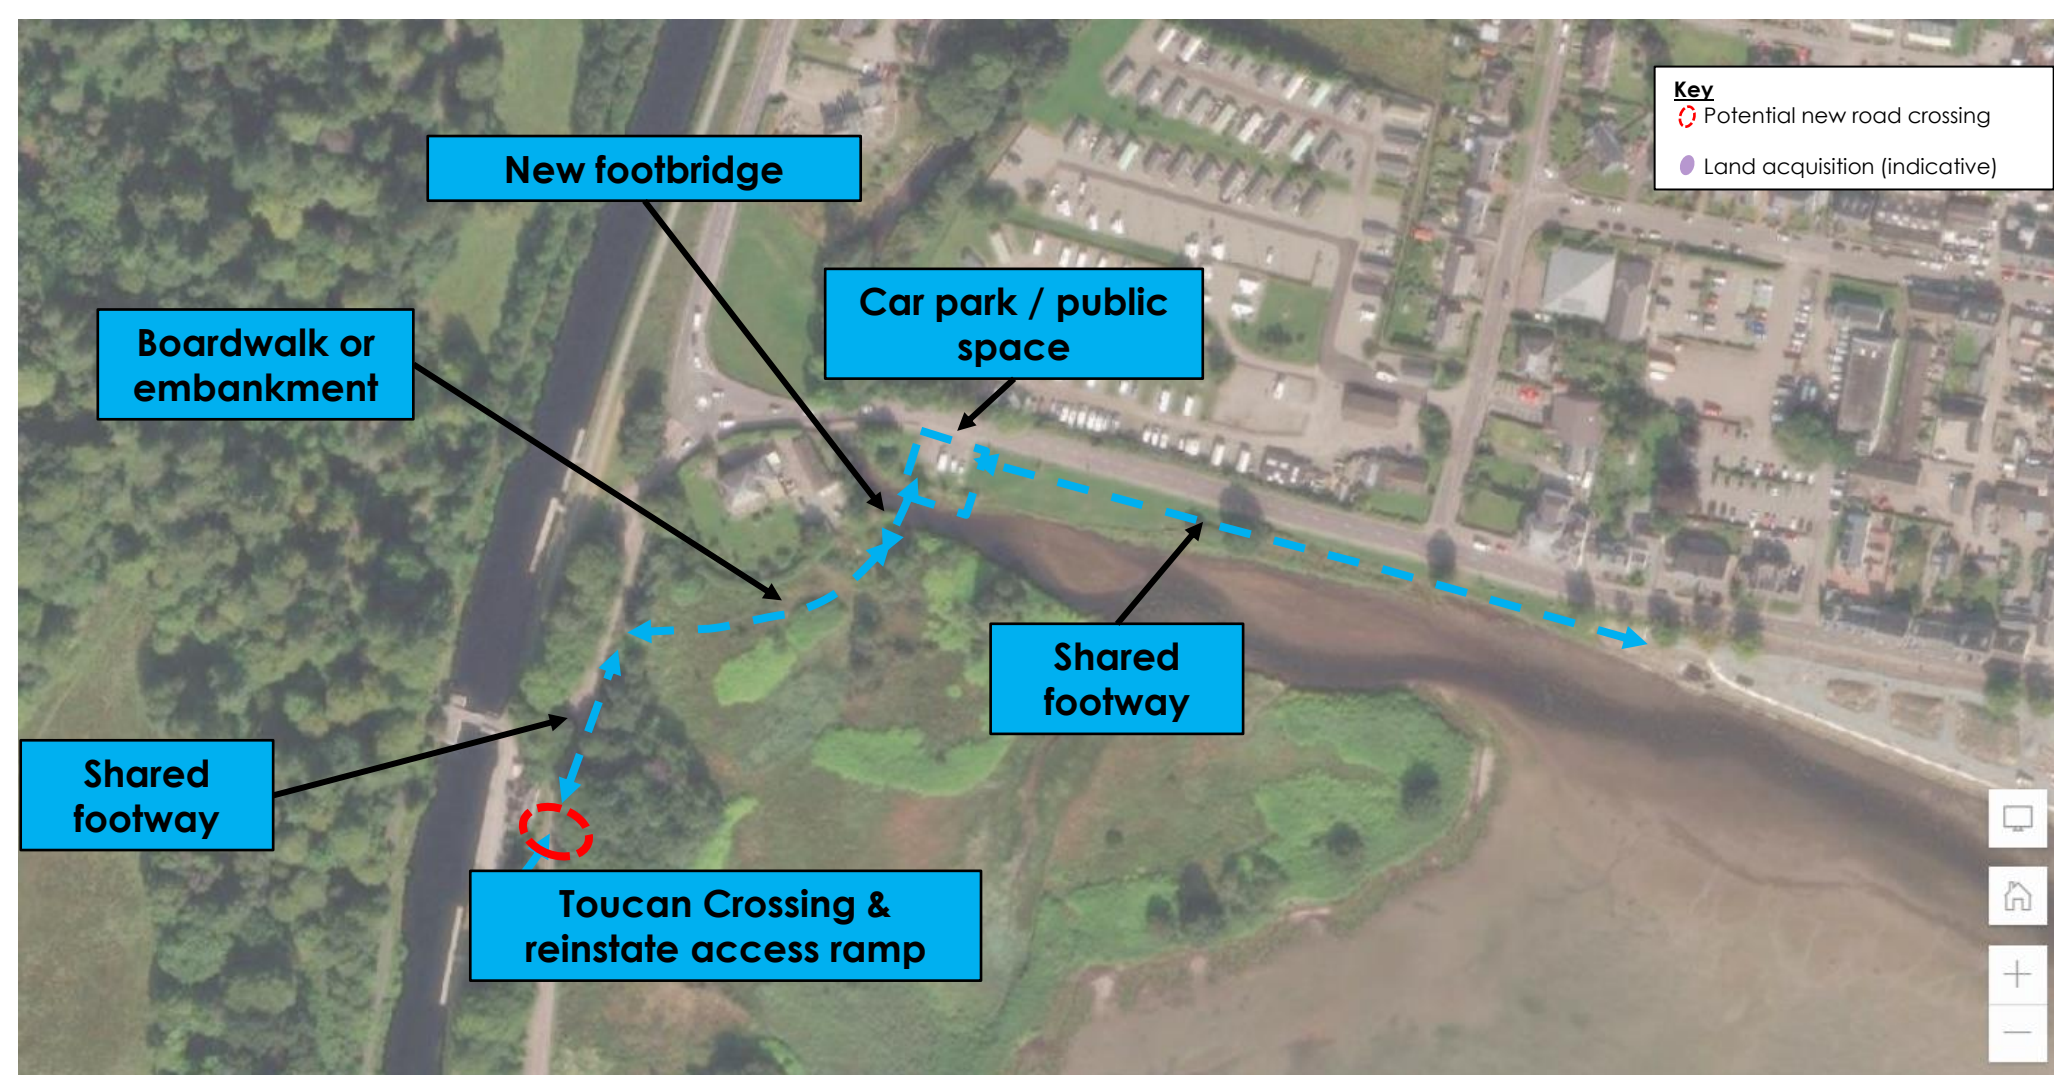 Key
Potential new road crossing
Land acquisition (indicative)
New footbridge
Car park / public
space
Boardwalk or
embankment
Shared
footway
Shared
footway
Toucan Crossing &
reinstate access ramp